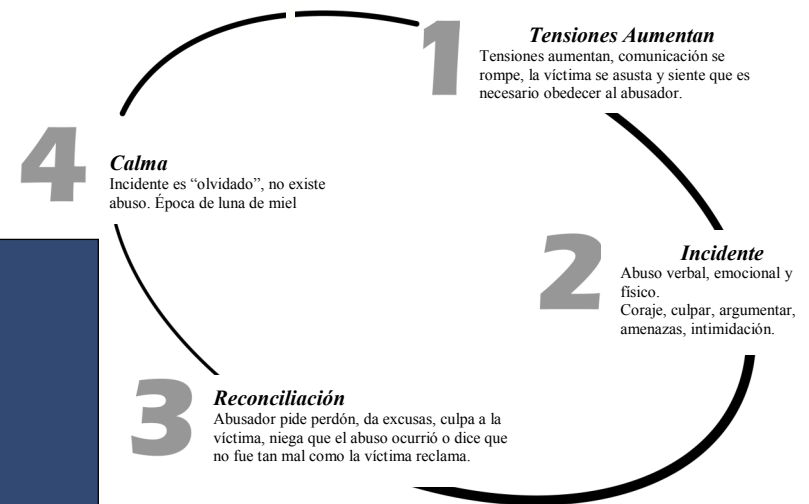 1
Tensiones Aumentan
Tensiones aumentan, comunicación se
rompe, la víctima se asusta y siente que es
necesario obedecer al abusador.
2
Incidente
Abuso verbal, emocional y
físico.
Coraje, culpar, argumentar,
amenazas, intimidación.
3
Reconciliación
Abusador pide perdón, da excusas, culpa a la
víctima, niega que el abuso ocurrió o dice que
no fue tan mal como la víctima reclama.
4
Calma
Incidente es “olvidado”, no existe
abuso. Época de luna de miel